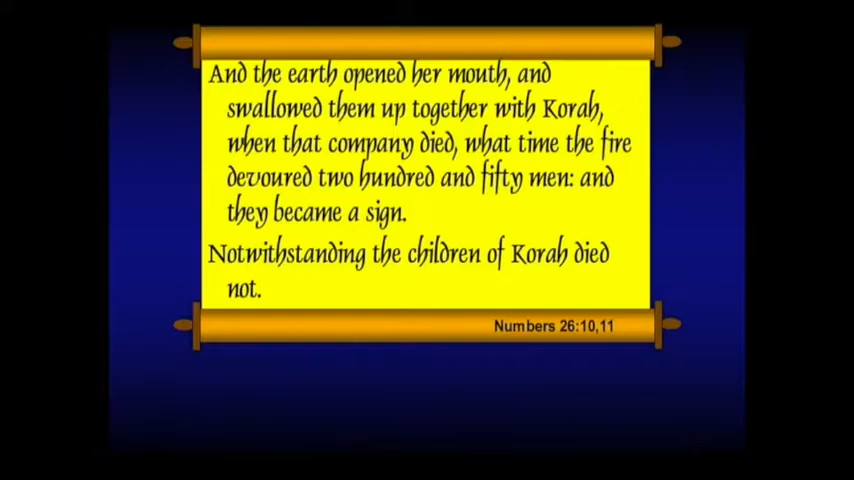 And the earth opened her mouth, and
swallowed them up together with Korah,
when that company died, what time the fire
devoured two hundred and fifty men: and
they became a sign.
Notwithstanding the children of Korah died
not.
Numbers 26:10,11